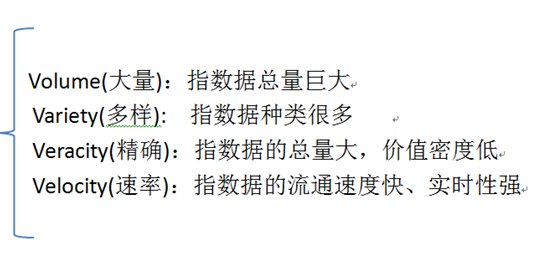 Volume(大量)：指数据总量巨大
Variety(多样):  指数据种类很多
Veracity(精确)：指数据的总量大，价值密度低
Velocity(速率)：指数据的流通速度快、实时性强